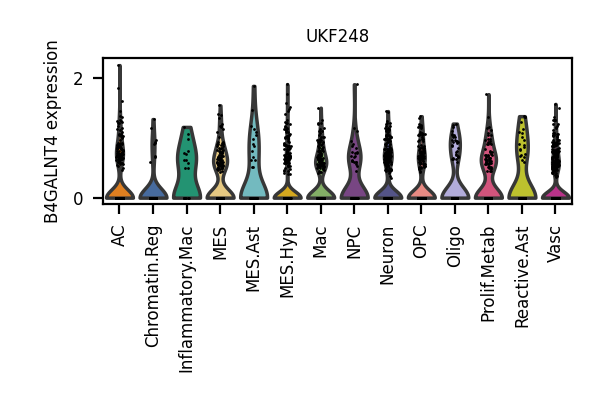 UKF248
B4GALNT4 expression
2
0
AC
Chromatin.Reg
Inflammatory.Mac
MES
MES.Ast
MES.Hyp
Mac
NPC
Neuron
OPC
Oligo
Prolif.Metab
Reactive.Ast
Vasc